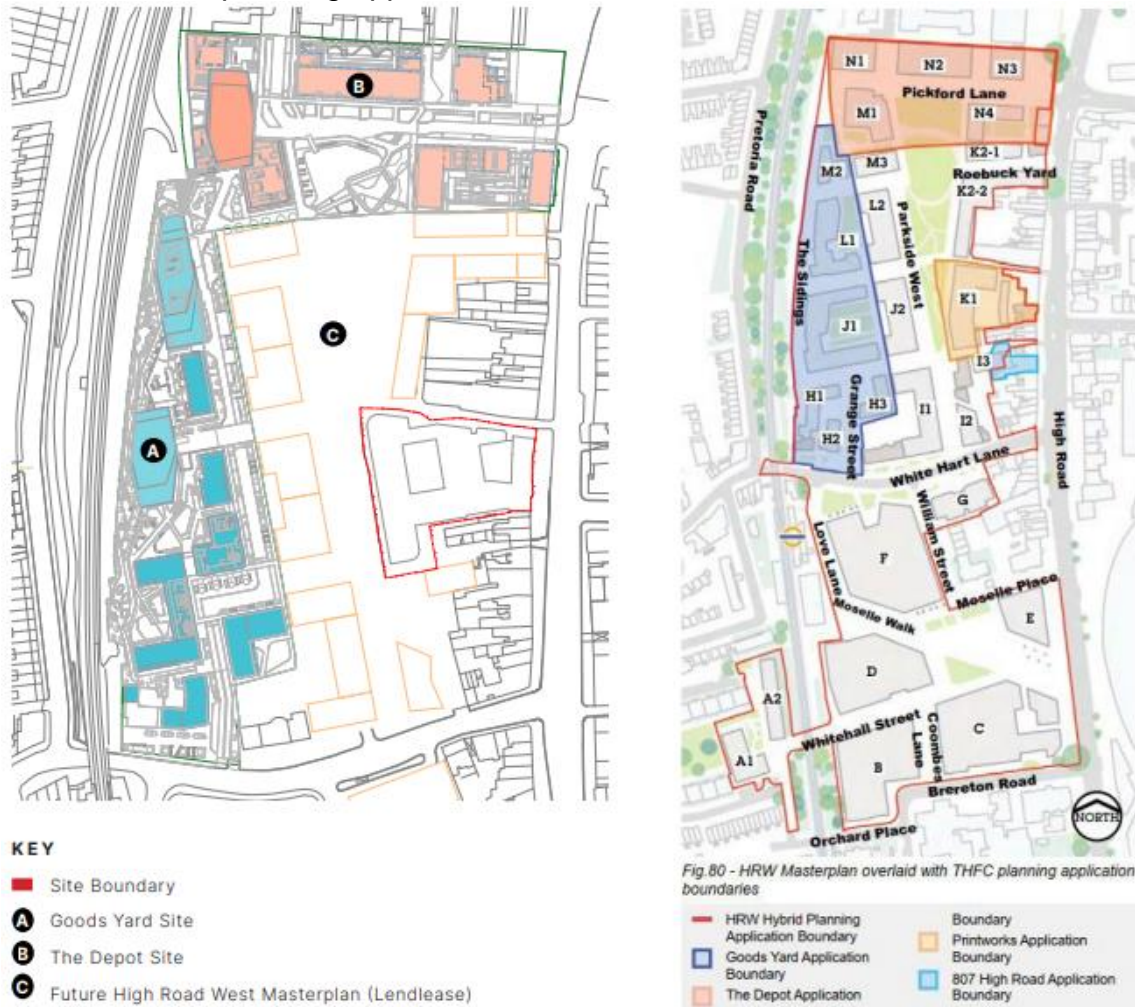 B
C
A
KEY
Site Boundary
A Goods Yard Site
B The Depot Site
C Future High Road West Masterplan (Lendlease)
N1
N2
N3
Pickford Lane
M1
N4
Pretoria Road
K2-1
M2
M3
Roebuck Yard
K2-2
L2
Parkside West
L1
The Sidings
K1
J2
J1
I3
H1
Grange Street
H3
I1
H2
I2
High Road
White Hart Lane
G
William Street
Love Lane
F
Moselle Place
Moselle Walk
E
D
A2
Whitehall Street
Coombes Lane
C
A1
B
Brereton Road
NORTH
Orchard Place
Fig.80 - HRW Masterplan overlaid with THFC planning application
boundaries
HRW Hybrid Planning
Application Boundary
Goods Yard Application
Boundary
The Depot Application
Boundary
Printworks Application
Boundary
807 High Road Application
Boundary